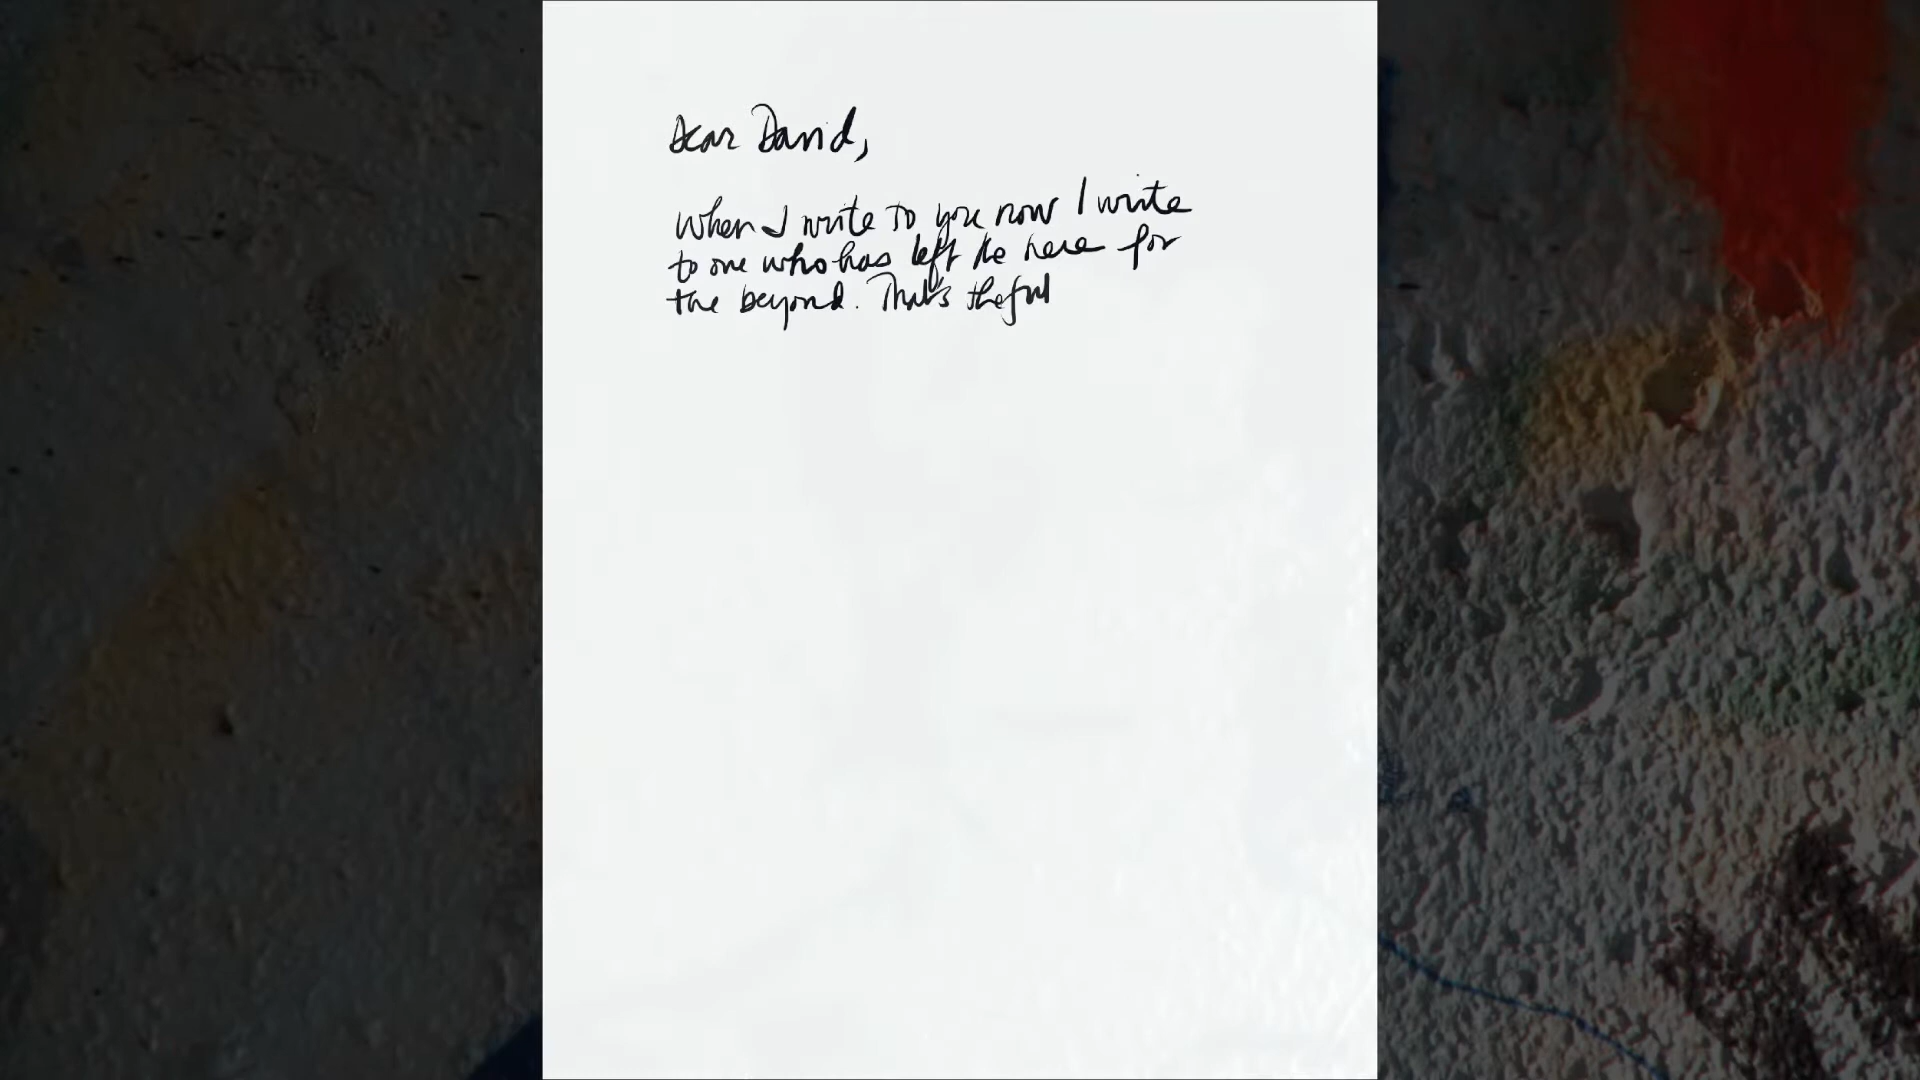 Dear David,
When I write to you now I write
to one who has left the here for
the beyond. That's the